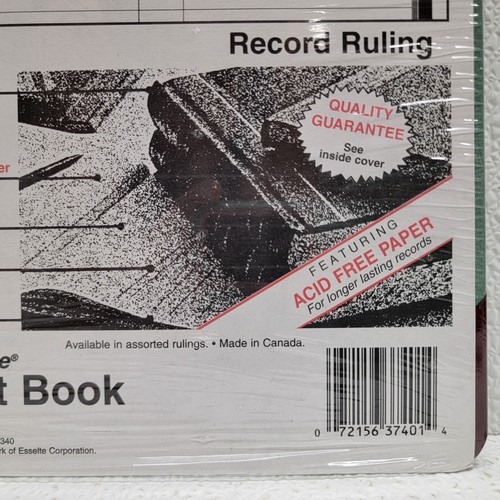 Record Ruling
QUALITY
GUARANTEE
See
inside cover
er
FEATURING
ACID FREE PAPER
For longer lasting records
Available in assorted rulings. • Made in Canada.
e®
t Book
340
rk of Esselte Corporation.
0 72156 37401 4